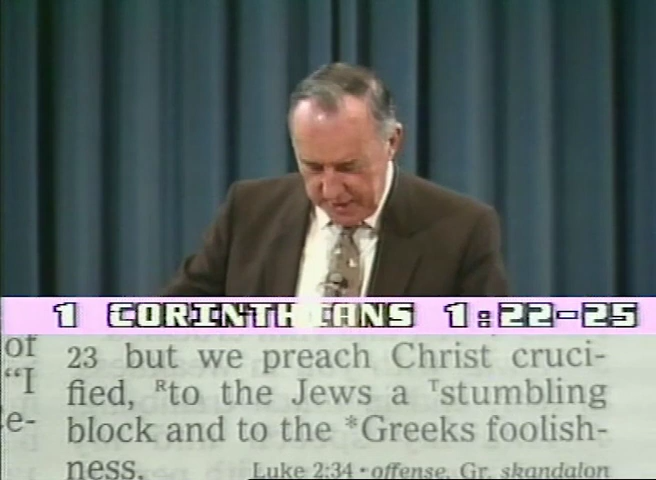 1 CORINTHIANS 1:22-25
of
“I
e-
23 but we preach Christ cruci-
fied, ᴿto the Jews a ᵀstumbling
block and to the *Greeks foolish-
ness. Luke 2:34 • offense, Gr. skandalon